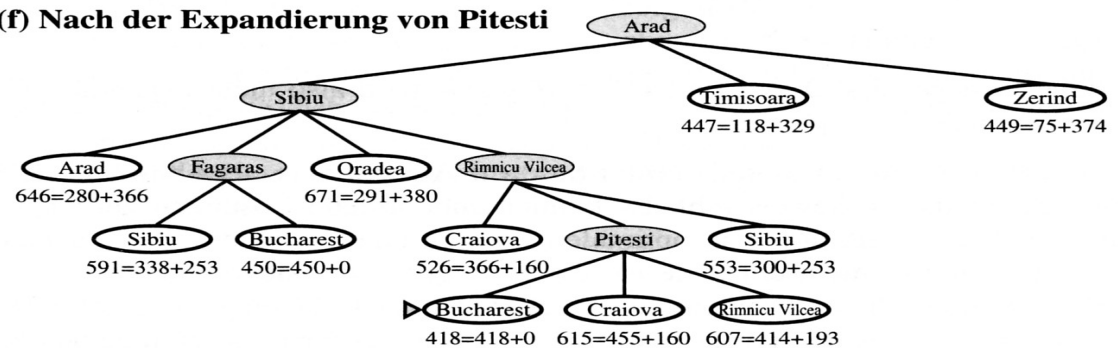 (f) Nach der Expandierung von Pitesti
Arad
Sibiu
Timisoara
Zerind
447=118+329
449=75+374
Arad
Fagaras
Oradea
Rimnicu Vilcea
646=280+366
671=291+380
Sibiu
Bucharest
Craiova
Pitesti
Sibiu
591=338+253
450=450+0
526=366+160
553=300+253
Bucharest
Craiova
Rimnicu Vilcea
418=418+0
615=455+160
607=414+193